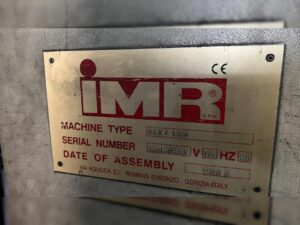 CE
iMR®
S.P.A.
MACHINE TYPE
SERIAL NUMBER V HZ
DATE OF ASSEMBLY
VIA AQUILEIA Z.I. ROMANS D'ISONZO GORIZIA-ITALY